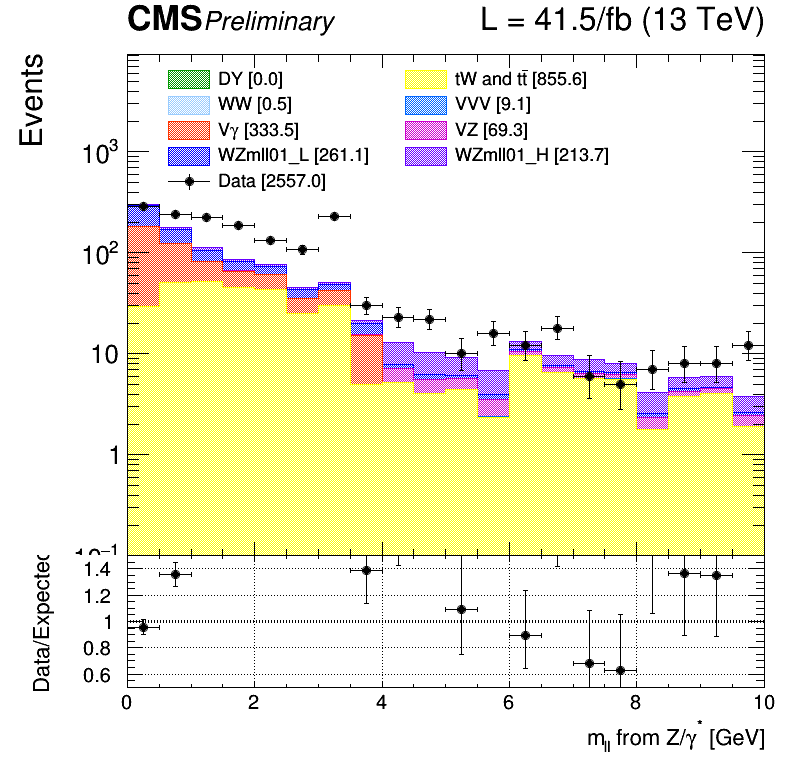 CMS Preliminary L = 41.5/fb (13 TeV)
Events
DY [0.0] tW and tt̄ [855.6]
WW [0.5] VVV [9.1]
Vγ [333.5] VZ [69.3]
WZmll01_L [261.1] WZmll01_H [213.7]
Data [2557.0]
10³
10²
10
1
Data/Expected
1.4
1.2
1
0.8
0.6
0 2 4 6 8 10
m_ll from Z/γ* [GeV]